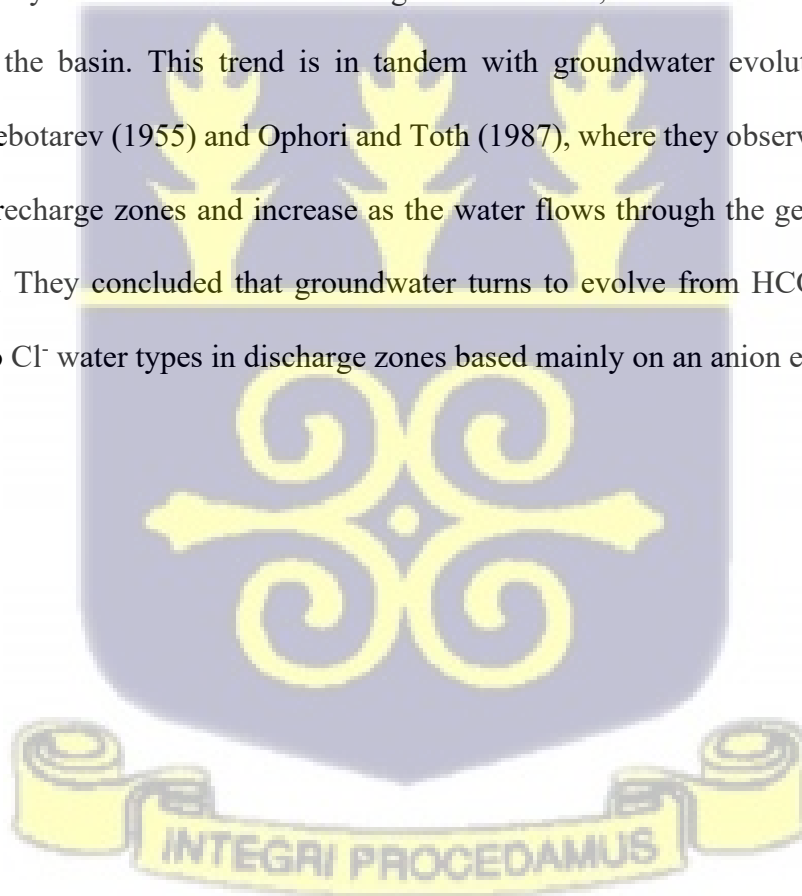 the basin. This trend is in tandem with groundwater evolut
ebotarev (1955) and Ophori and Toth (1987), where they observ
recharge zones and increase as the water flows through the ge
They concluded that groundwater turns to evolve from HCO
Cl⁻ water types in discharge zones based mainly on an anion e
INTEGRI PROCEDAMUS